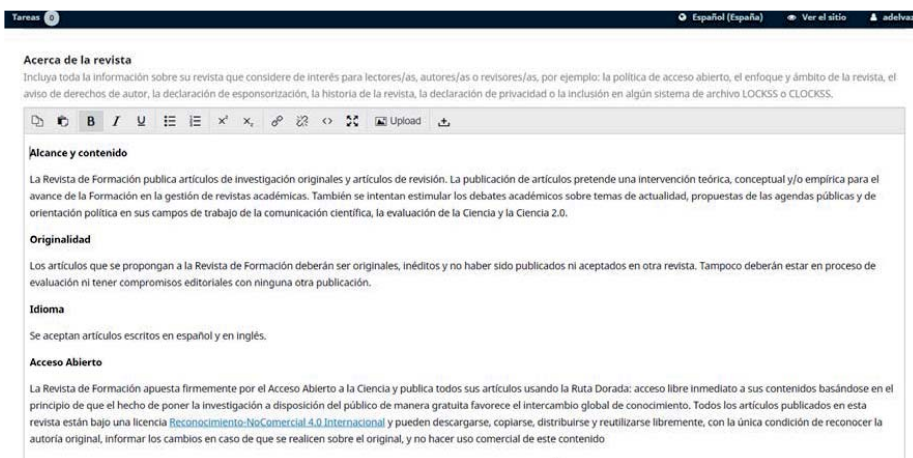 Tareas 0 Español (España) Ver el sitio adelvaz
Acerca de la revista
Incluya toda la información sobre su revista que considere de interés para lectores/as, autores/as o revisores/as, por ejemplo: la política de acceso abierto, el enfoque y ámbito de la revista, el
aviso de derechos de autor, la declaración de esponsorización, la historia de la revista, la declaración de privacidad o la inclusión en algún sistema de archivo LOCKSS o CLOCKSS.
B I U x² x₂ Upload
Alcance y contenido
La Revista de Formación publica artículos de investigación originales y artículos de revisión. La publicación de artículos pretende una intervención teórica, conceptual y/o empírica para el
avance de la Formación en la gestión de revistas académicas. También se intentan estimular los debates académicos sobre temas de actualidad, propuestas de las agendas públicas y de
orientación política en sus campos de trabajo de la comunicación científica, la evaluación de la Ciencia y la Ciencia 2.0.
Originalidad
Los artículos que se propongan a la Revista de Formación deberán ser originales, inéditos y no haber sido publicados ni aceptados en otra revista. Tampoco deberán estar en proceso de
evaluación ni tener compromisos editoriales con ninguna otra publicación.
Idioma
Se aceptan artículos escritos en español y en inglés.
Acceso Abierto
La Revista de Formación apuesta firmemente por el Acceso Abierto a la Ciencia y publica todos sus artículos usando la Ruta Dorada: acceso libre inmediato a sus contenidos basándose en el
principio de que el hecho de poner la investigación a disposición del público de manera gratuita favorece el intercambio global de conocimiento. Todos los artículos publicados en esta
revista están bajo una licencia Reconocimiento-NoComercial 4.0 Internacional y pueden descargarse, copiarse, distribuirse y reutilizarse libremente, con la única condición de reconocer la
autoría original, informar los cambios en caso de que se realicen sobre el original, y no hacer uso comercial de este contenido